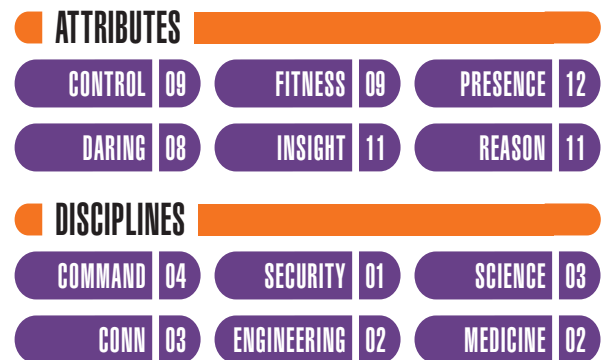 ATTRIBUTES
CONTROL 09 FITNESS 09 PRESENCE 12
DARING 08 INSIGHT 11 REASON 11
DISCIPLINES
COMMAND 04 SECURITY 01 SCIENCE 03
CONN 03 ENGINEERING 02 MEDICINE 02